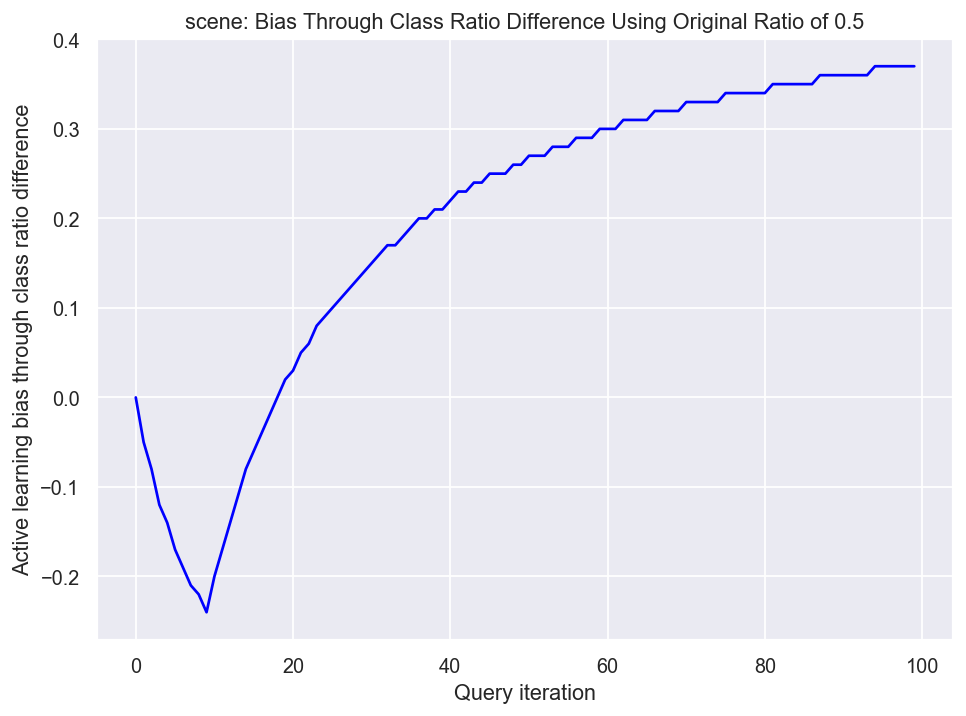 scene: Bias Through Class Ratio Difference Using Original Ratio of 0.5
Active learning bias through class ratio difference
0.4
0.3
0.2
0.1
0.0
−0.1
−0.2
0 20 40 60 80 100
Query iteration